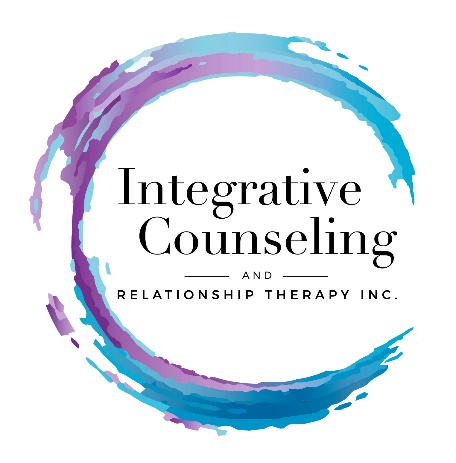 Integrative
Counseling
AND
RELATIONSHIP THERAPY INC.